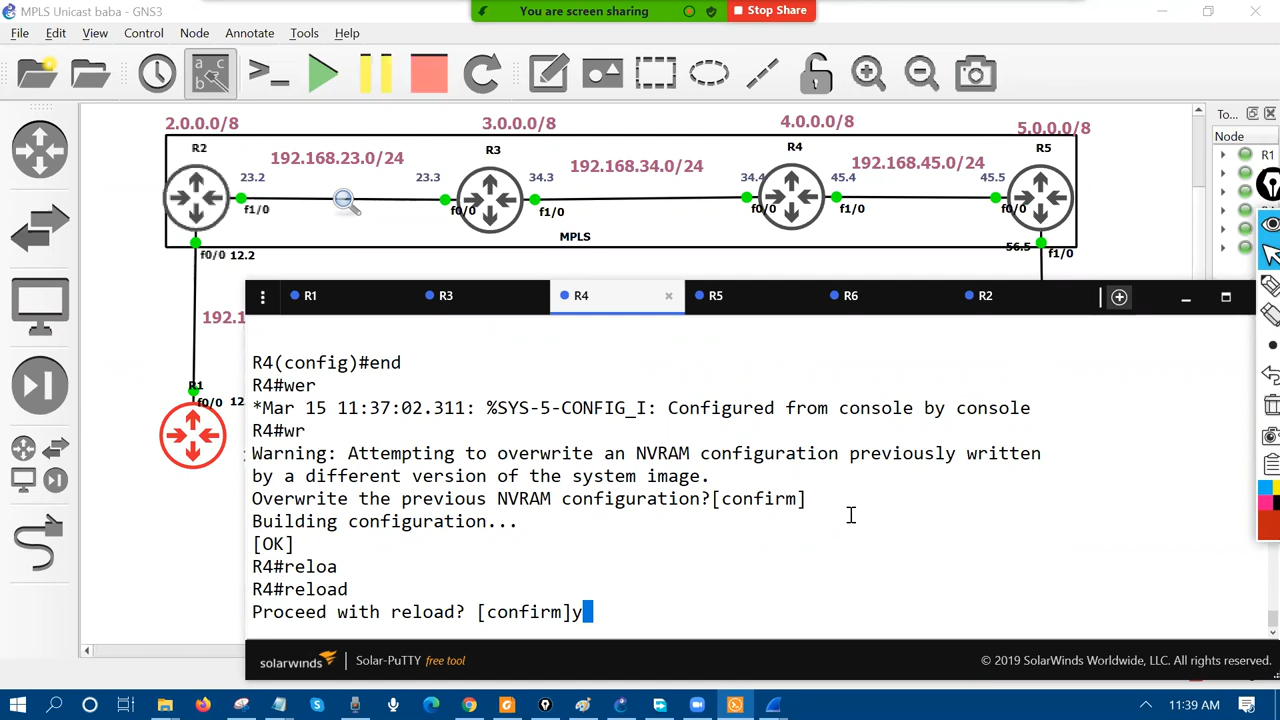 MPLS Unicast baba - GNS3
You are screen sharing
Stop Share
File Edit View Control Node Annotate Tools Help
2.0.0.0/8
3.0.0.0/8
4.0.0.0/8
5.0.0.0/8
R2
R3
R4
R5
192.168.23.0/24
192.168.34.0/24
192.168.45.0/24
23.2
23.3
34.3
34.4
45.4
45.5
f1/0
f0/0
f1/0
f0/0
f1/0
f0/0
MPLS
f0/0 12.2
56.5
f1/0
192.1
R1
f0/0
12
To...
Node
R1
R1
R3
R4
R5
R6
R2
R4(config)#end
R4#wer
*Mar 15 11:37:02.311: %SYS-5-CONFIG_I: Configured from console by console
R4#wr
Warning: Attempting to overwrite an NVRAM configuration previously written
by a different version of the system image.
Overwrite the previous NVRAM configuration?[confirm]
Building configuration...
[OK]
R4#reloa
R4#reload
Proceed with reload? [confirm]y
solarwinds
Solar-PuTTY free tool
© 2019 SolarWinds Worldwide, LLC. All rights reserved.
11:39 AM